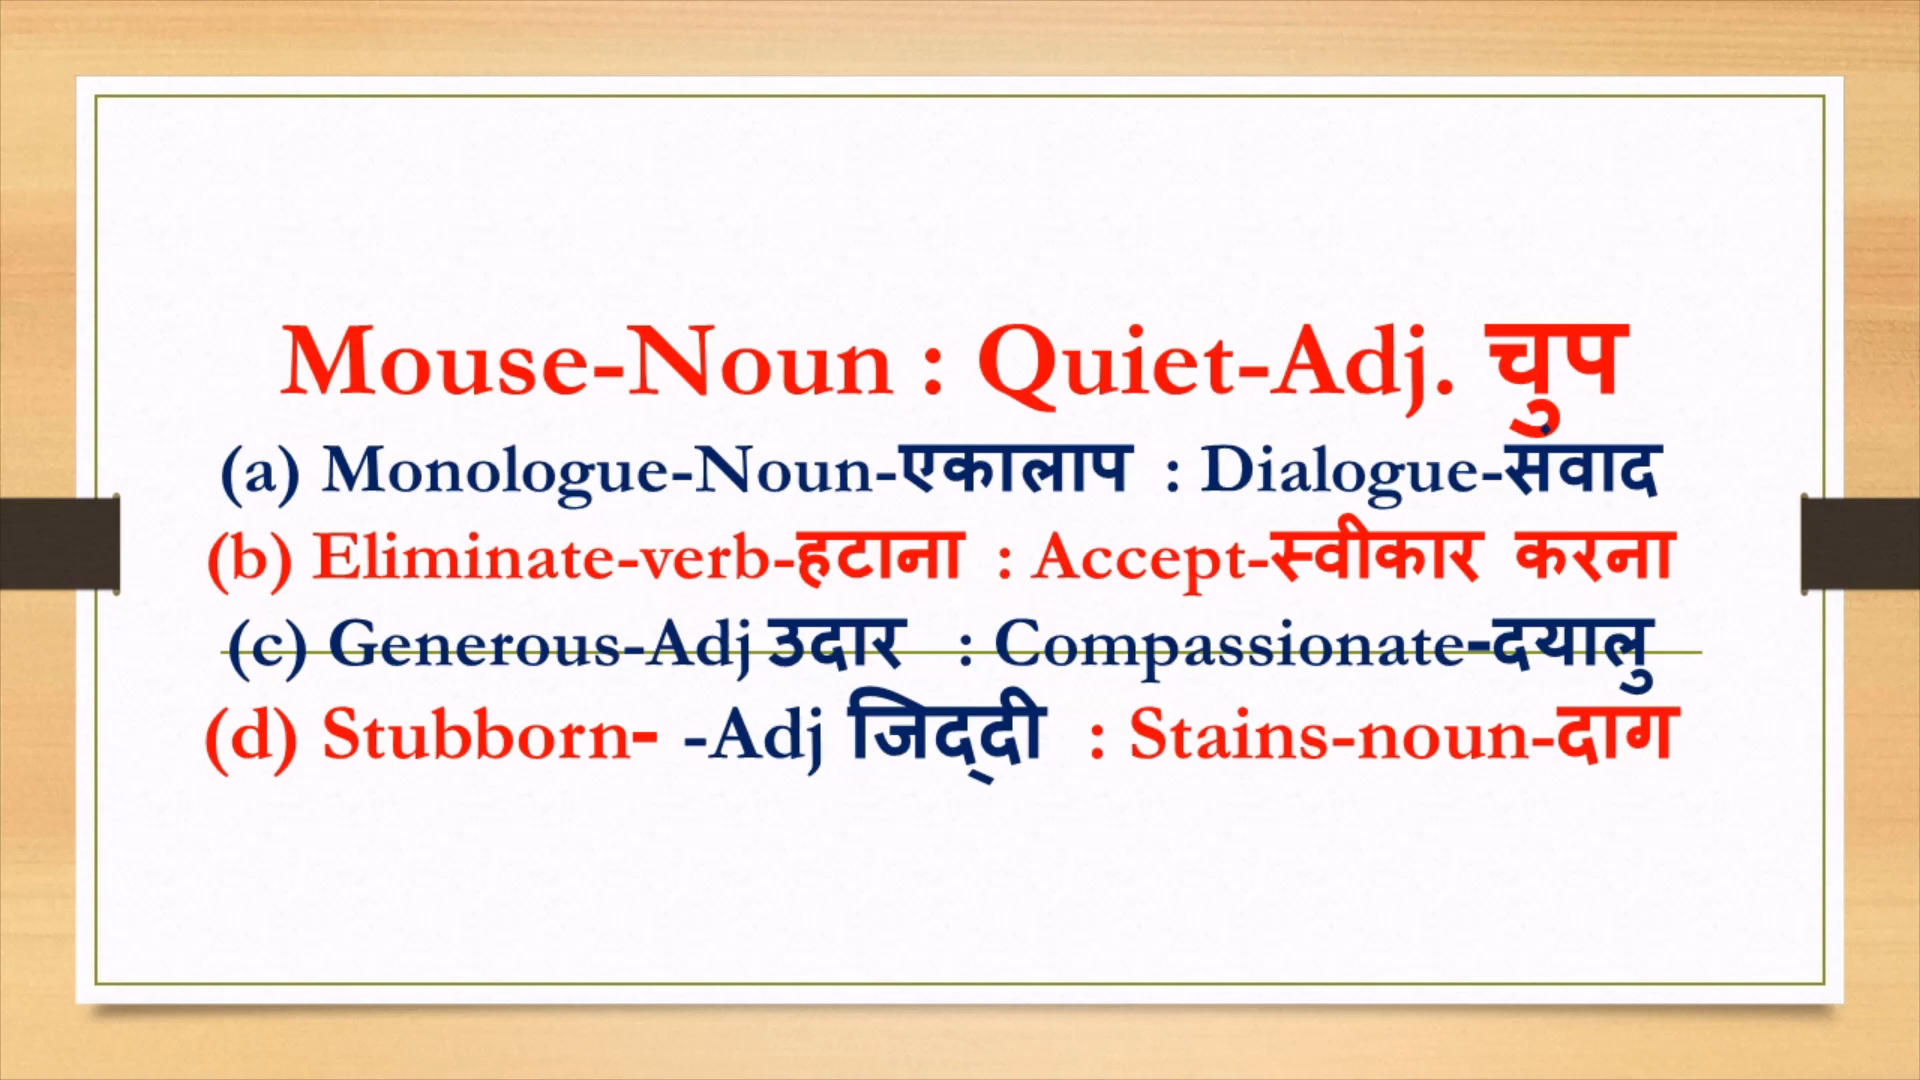 Mouse-Noun : Quiet-Adj. चुप
(a) Monologue-Noun-एकालाप : Dialogue-संवाद
(b) Eliminate-verb-हटाना : Accept-स्वीकार करना
(c) Generous-Adj उदार : Compassionate-दयालु
(d) Stubborn- -Adj जिद्‌दी : Stains-noun-दाग